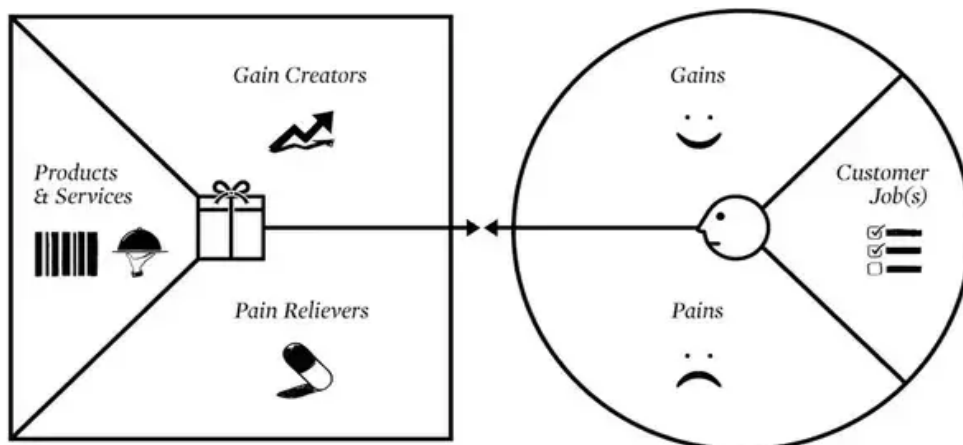 Gain Creators
Products
& Services
Pain Relievers
Gains
Customer
Job(s)
Pains